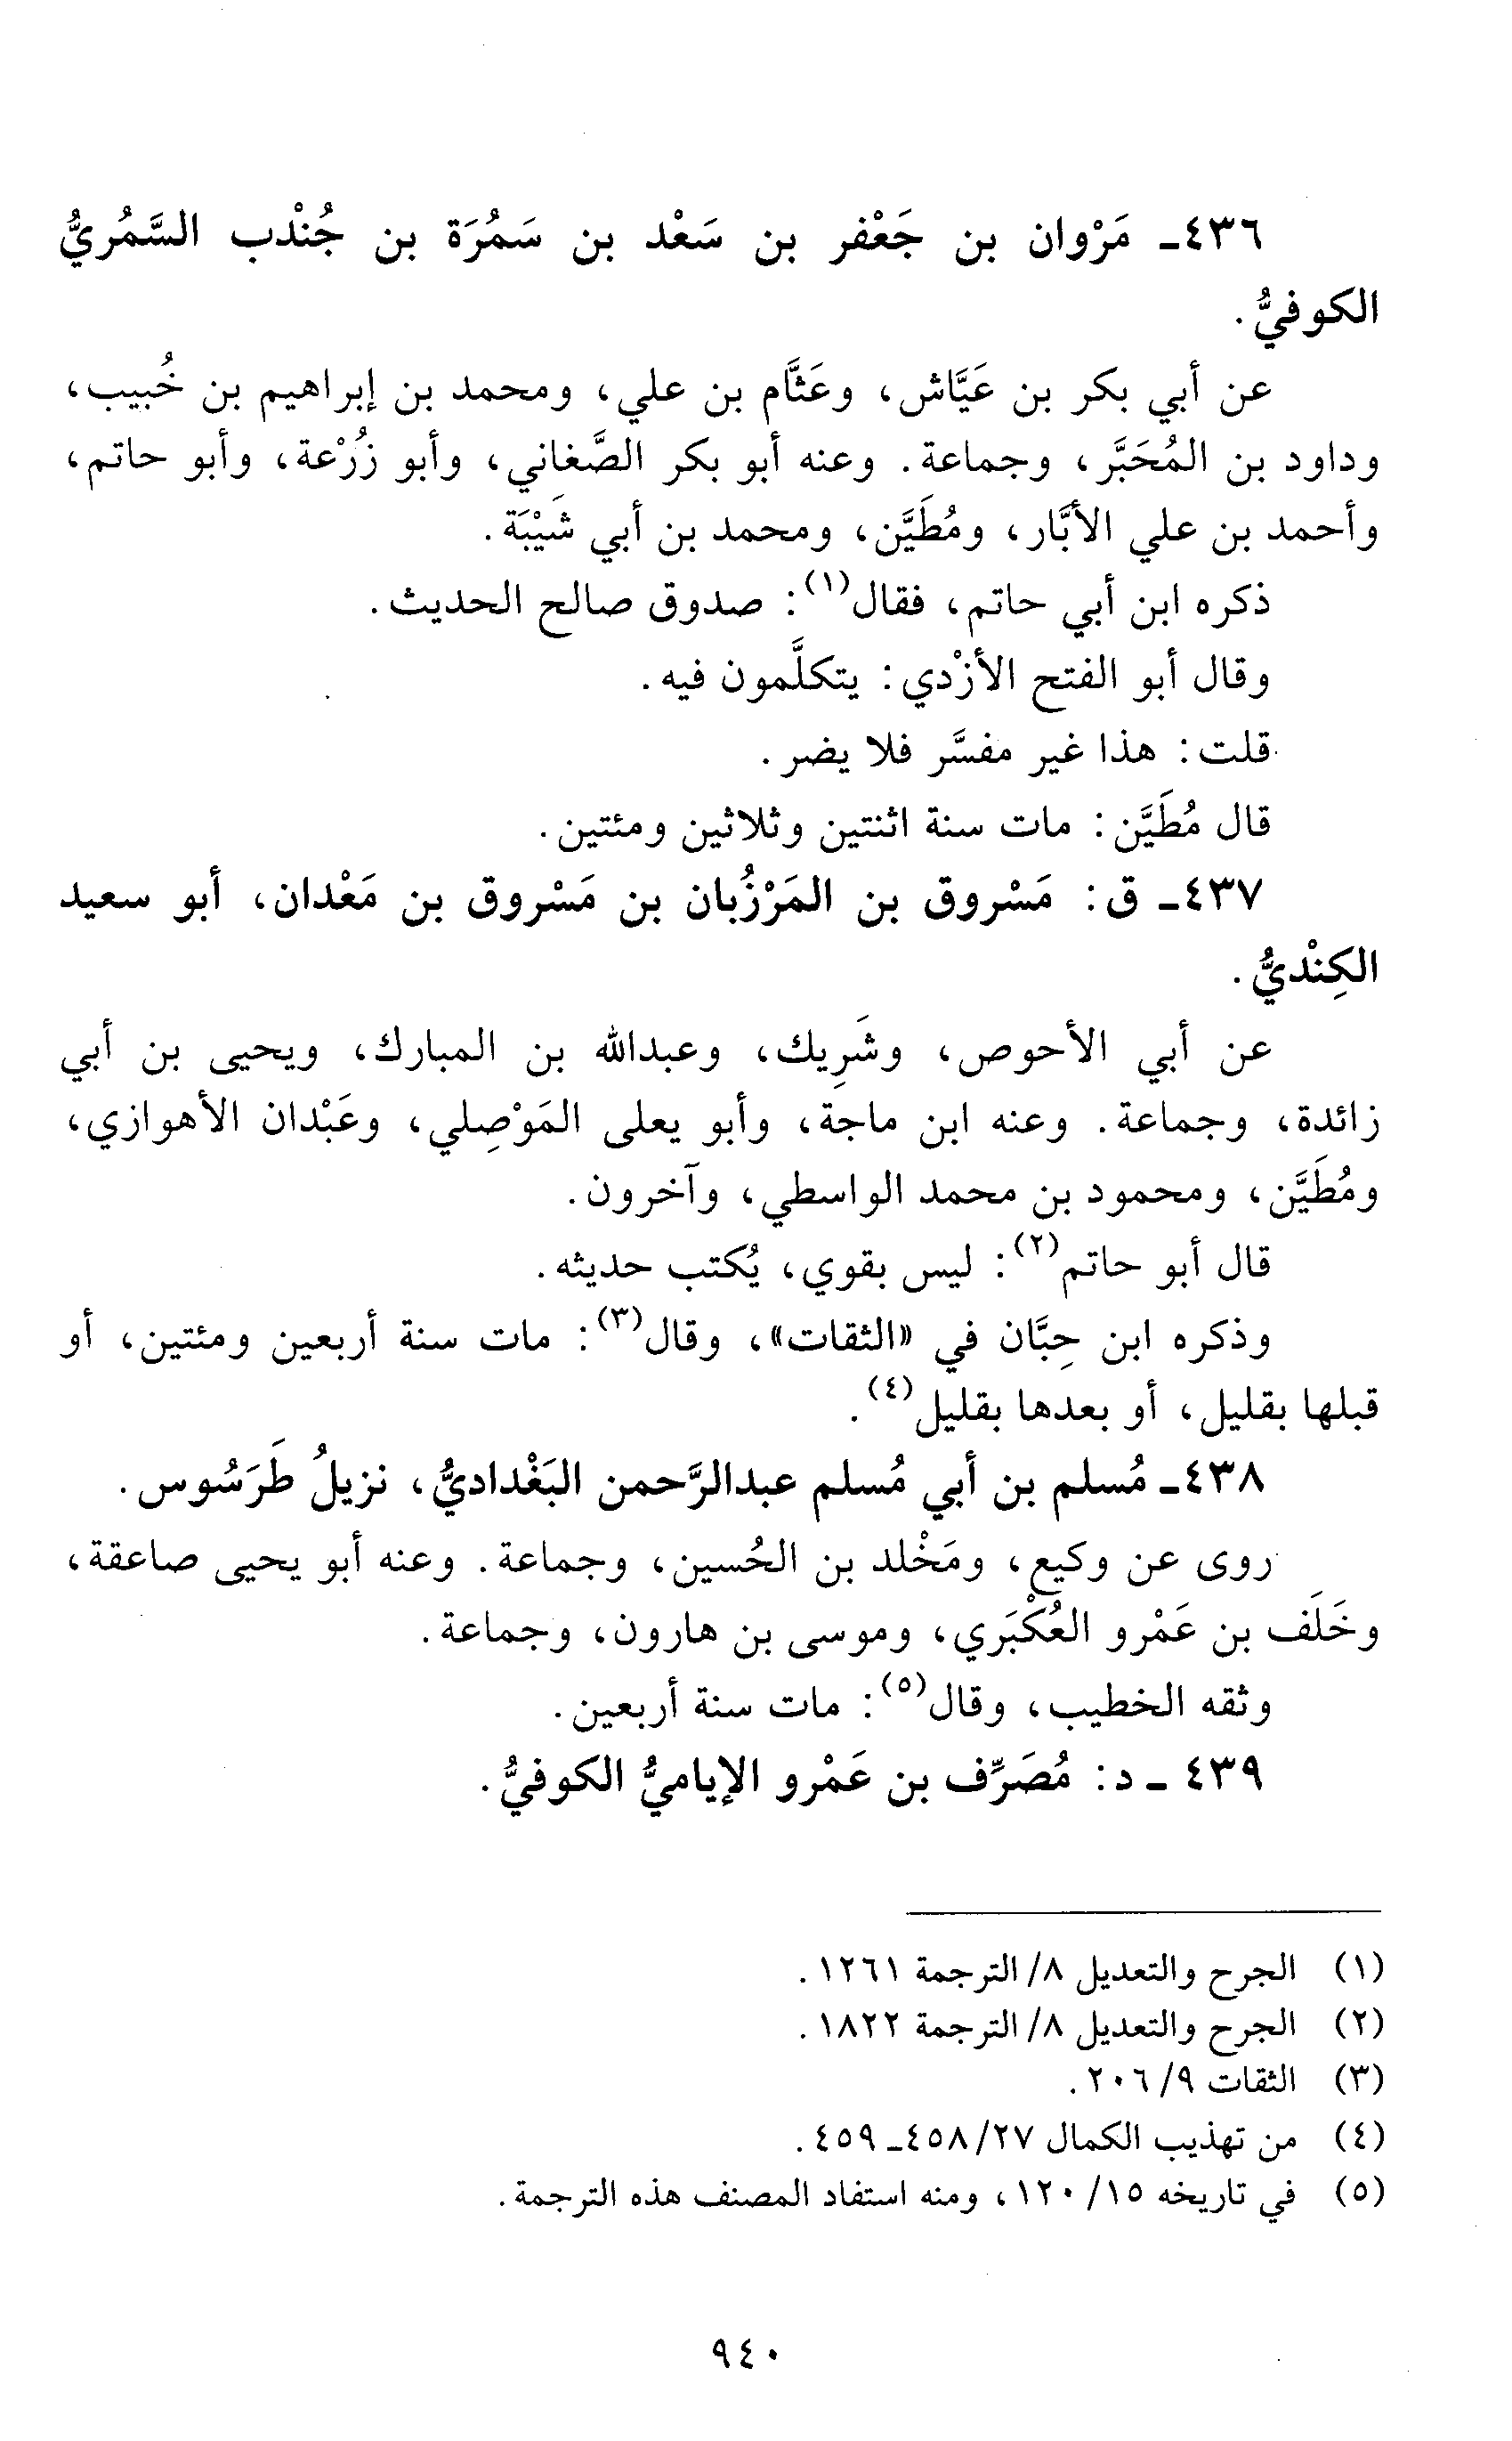 ٤٣٦ـ مَرْوان بن جَعْفر بن سَعْد بن سَمُرَة بن جُنْدب السَّمُريُّ
الكوفيُّ.
عن أبي بكر بن عَيَّاش، وعَثَّام بن علي، ومحمد بن إبراهيم بن خُبيب،
وداود بن المُحَبَّر، وجماعة. وعنه أبو بكر الصَّغاني، وأبو زُرْعة، وأبو حاتم،
وأحمد بن علي الأبَّار، ومُطَيَّن، ومحمد بن أبي شَيْبَة.
ذكره ابن أبي حاتم، فقال(١): صدوق صالح الحديث.
وقال أبو الفتح الأزْدي: يتكلَّمون فيه.
قلت: هذا غير مفسَّر فلا يضر.
قال مُطَيَّن: مات سنة اثنتين وثلاثين ومئتين.
٤٣٧ـ ق: مَسْروق بن المَرْزُبان بن مَسْروق بن مَعْدان، أبو سعيد
الكِنْديُّ.
عن أبي الأحوص، وشَرِيك، وعبدالله بن المبارك، ويحيى بن أبي
زائدة، وجماعة. وعنه ابن ماجة، وأبو يعلى المَوْصِلي، وعَبْدان الأهوازي،
ومُطَيَّن، ومحمود بن محمد الواسطي، وآخرون.
قال أبو حاتم(٢): ليس بقوي، يُكتب حديثه.
وذكره ابن حِبَّان في «الثقات»، وقال(٣): مات سنة أربعين ومئتين، أو
قبلها بقليل، أو بعدها بقليل(٤).
٤٣٨ـ مُسلم بن أبي مُسلم عبدالرَّحمن البَغْداديُّ، نزيلُ طَرَسُوس.
روى عن وكيع، ومَخْلد بن الحُسين، وجماعة. وعنه أبو يحيى صاعقة،
وخَلَف بن عَمْرو العُكْبَري، وموسى بن هارون، وجماعة.
وثقه الخطيب، وقال(٥): مات سنة أربعين.
٤٣٩ ـ د: مُصَرِّف بن عَمْرو الإياميُّ الكوفيُّ.
(١) الجرح والتعديل ٨/ الترجمة ١٢٦١.
(٢) الجرح والتعديل ٨/ الترجمة ١٨٢٢.
(٣) الثقات ٩/ ٢٠٦.
(٤) من تهذيب الكمال ٢٧/ ٤٥٨ـ٤٥٩.
(٥) في تاريخه ١٥/ ١٢٠، ومنه استفاد المصنف هذه الترجمة.
٩٤٠